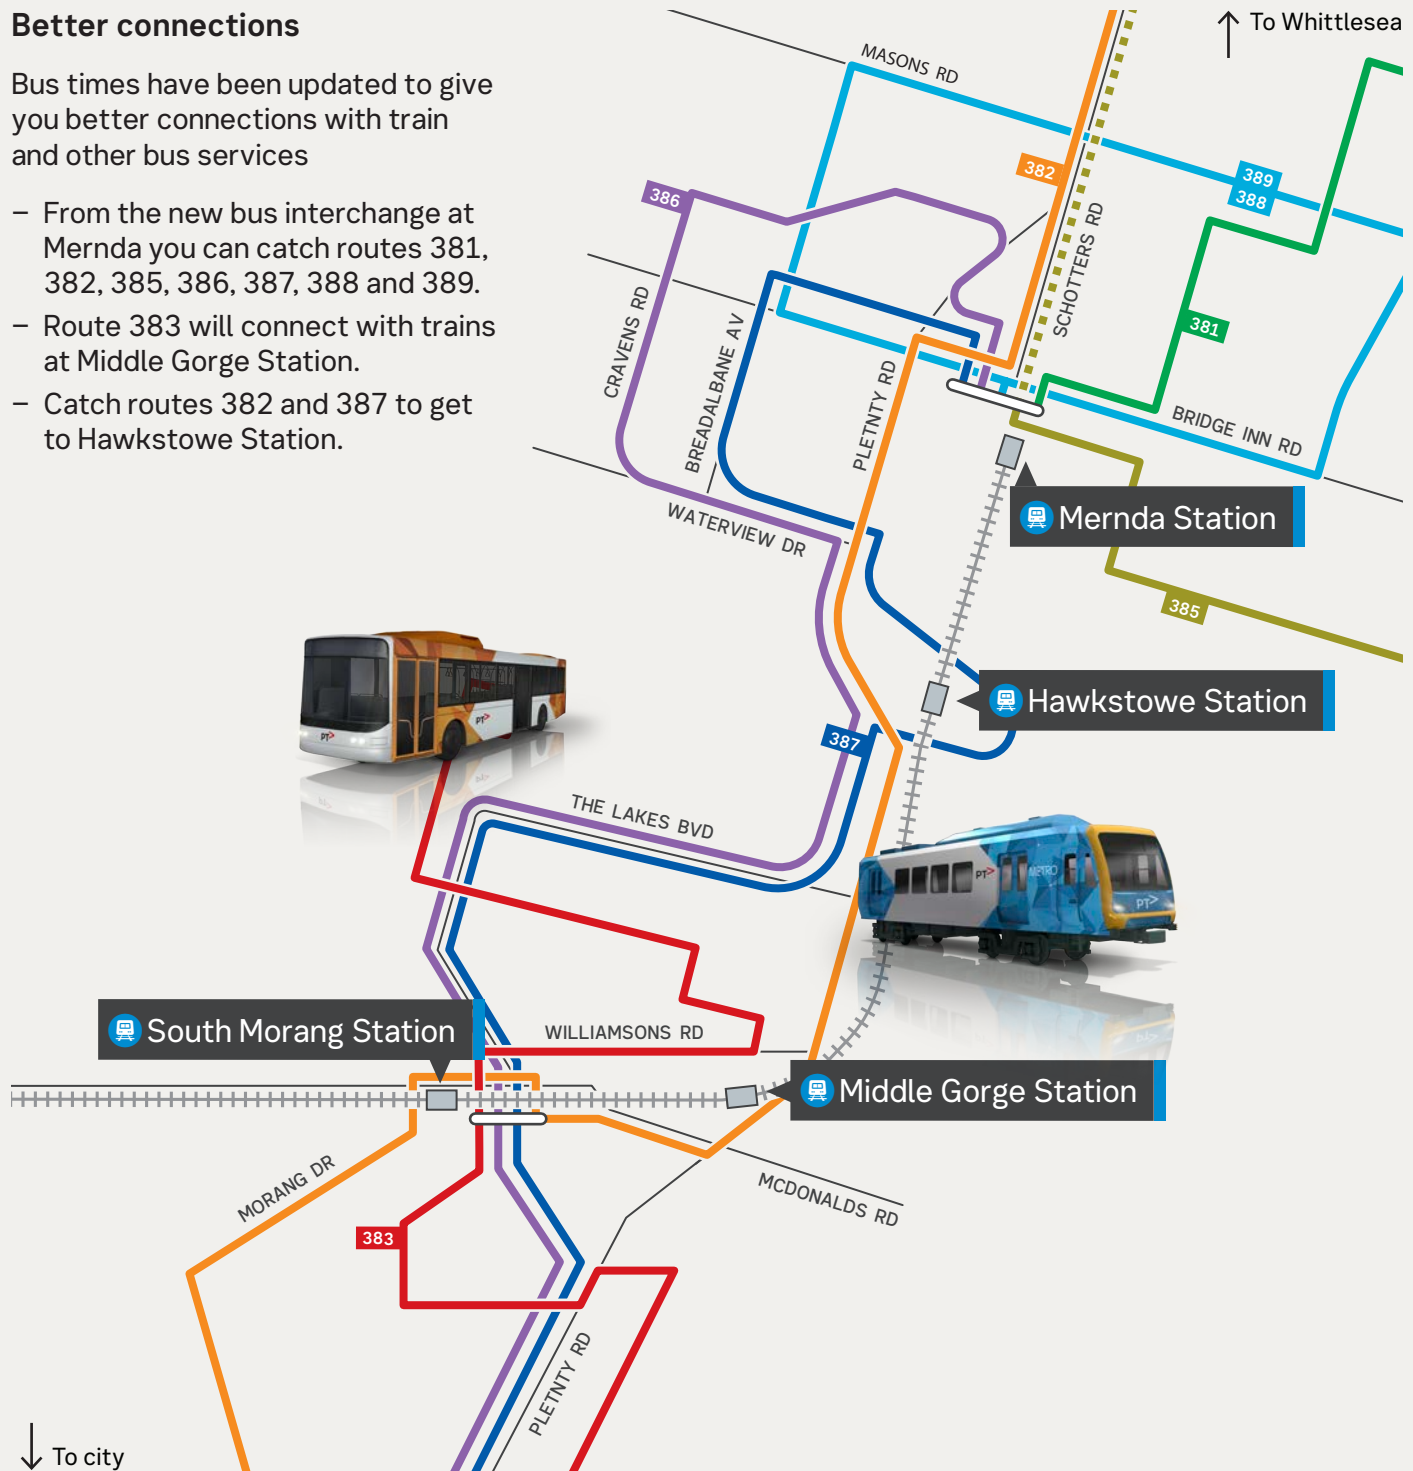 Better connections
Bus times have been updated to give
you better connections with train
and other bus services
– From the new bus interchange at
Mernda you can catch routes 381,
382, 385, 386, 387, 388 and 389.
– Route 383 will connect with trains
at Middle Gorge Station.
– Catch routes 382 and 387 to get
to Hawkstowe Station.
To Whittlesea
MASONS RD
382
389
388
386
SCHOTTERS RD
381
CRAVENS RD
BREADALBANE AV
PLETNTY RD
BRIDGE INN RD
WATERVIEW DR
Mernda Station
385
Hawkstowe Station
387
PT>
THE LAKES BVD
PT>
METRO
PT>
South Morang Station
WILLIAMSONS RD
Middle Gorge Station
MORANG DR
MCDONALDS RD
383
PLETNTY RD
To city